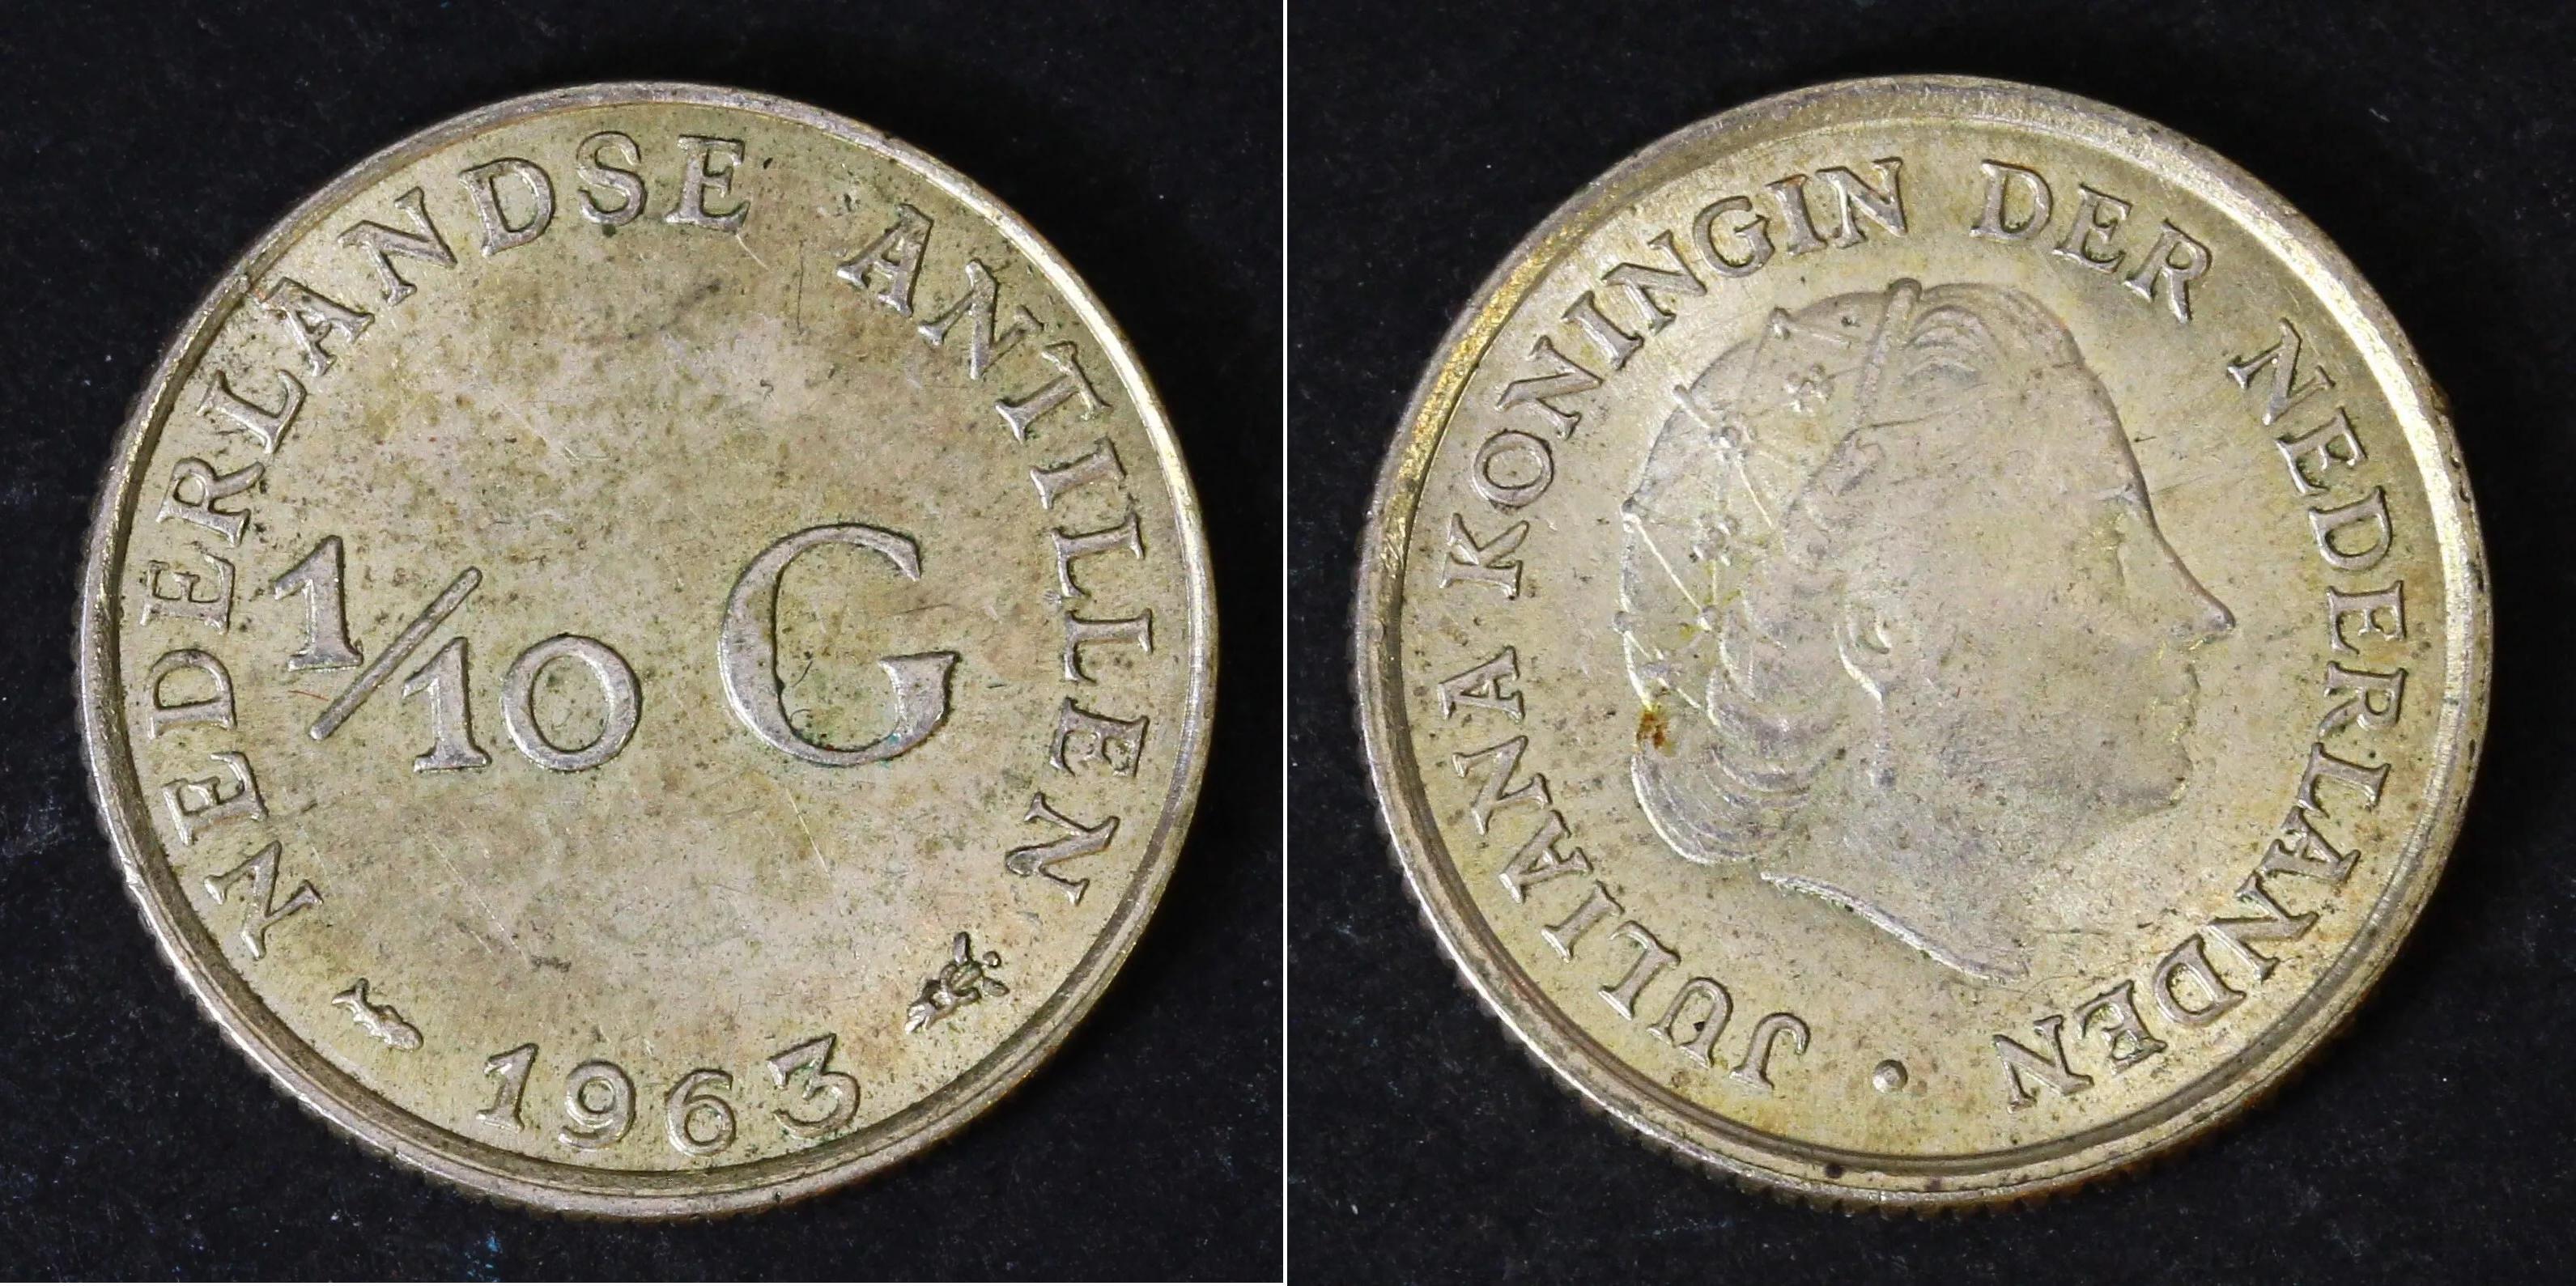 NEDERLANDSE ANTILLEN
1/10 G
1963
JULIANA KONINGIN DER NEDERLANDEN •